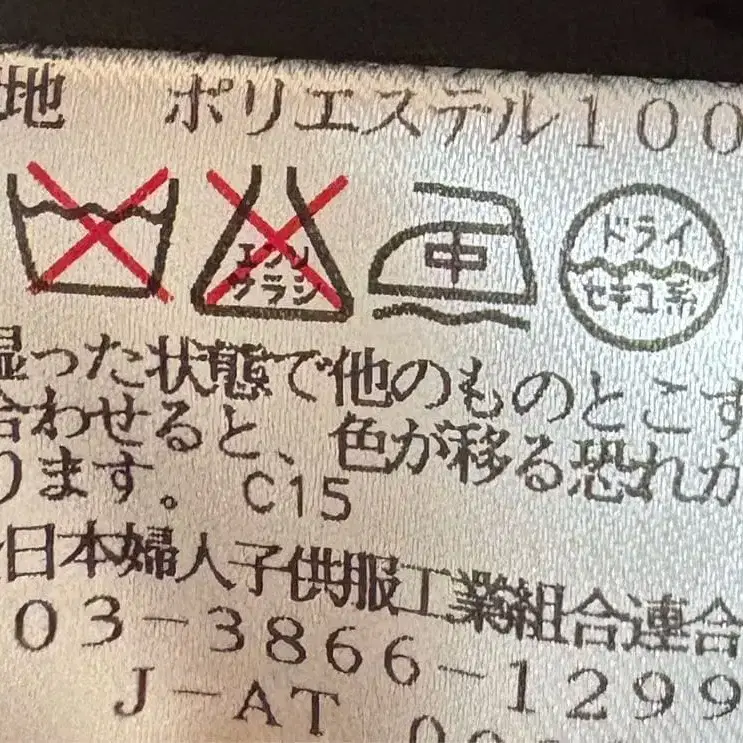 地 ポリエステル100
エンソ
サラシ
中
ドライ
セキユ系
湿った状態で他のものとこす
合わせると、色が移る恐れが
ります。 C15
日本婦人子供服工業組合連合
03-3866-1299
J-AT